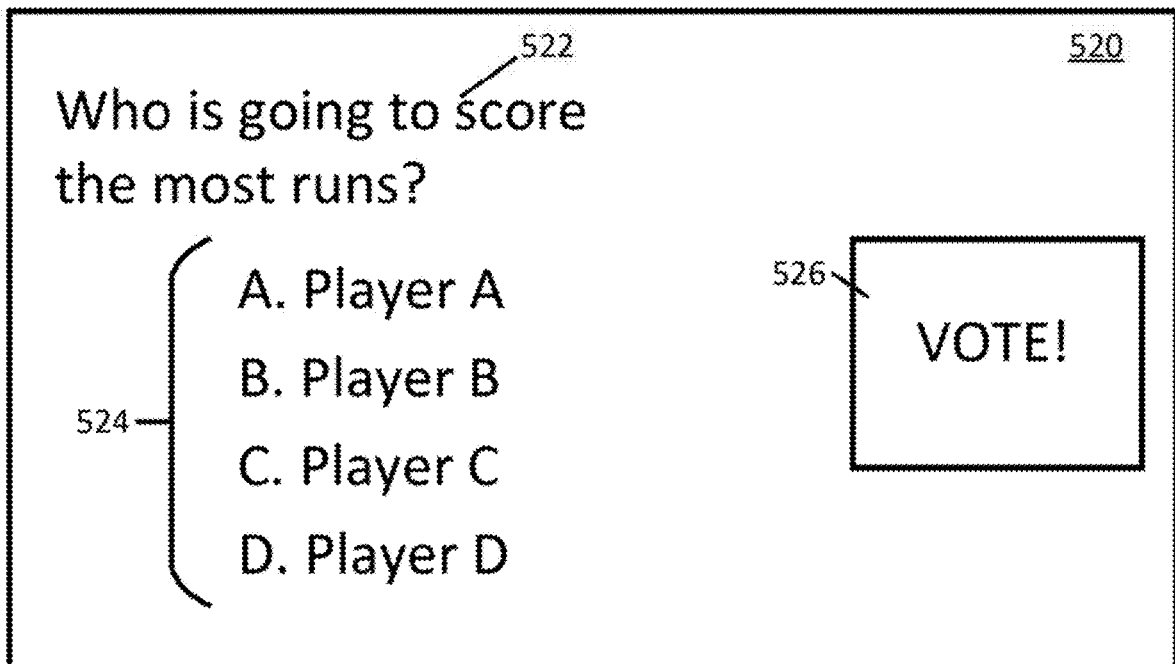 522
520
Who is going to score
the most runs?
A. Player A
526
VOTE!
B. Player B
524
C. Player C
D. Player D